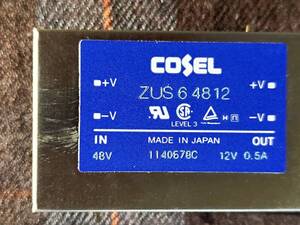 COSEL
+V ZUS 6 4812 +V
-V LEVEL 3 -V
IN MADE IN JAPAN OUT
48V 1140678C 12V 0.5A